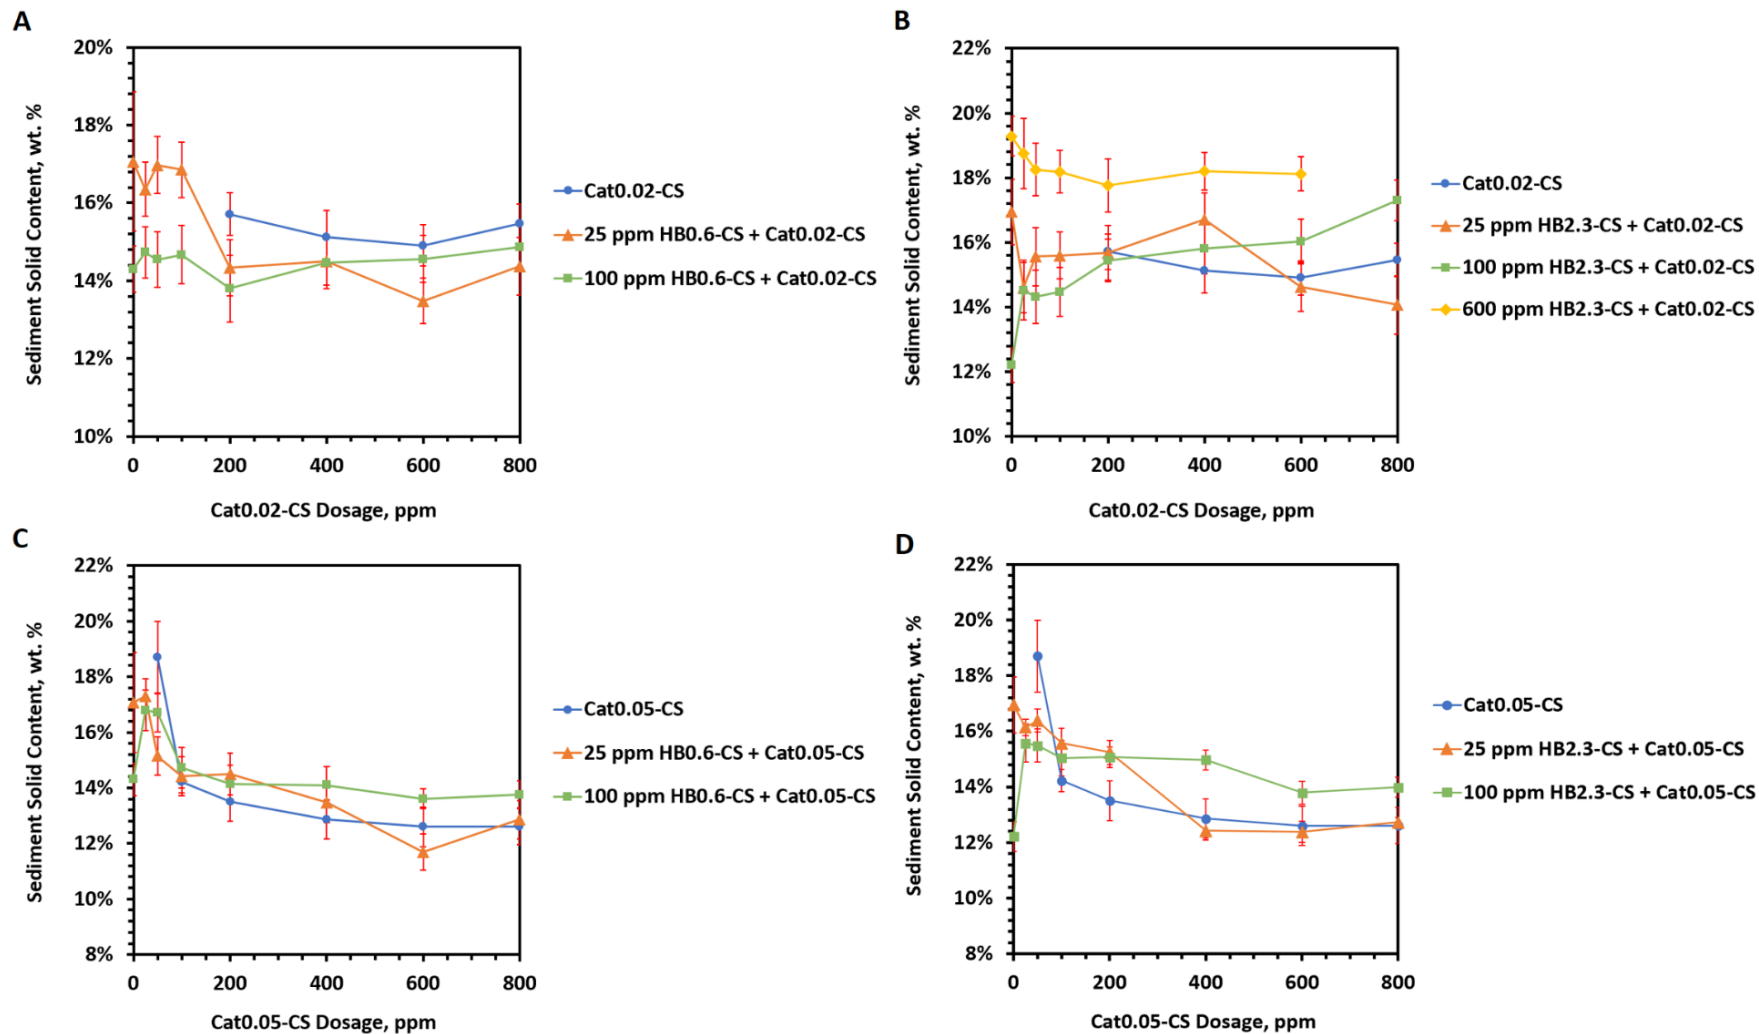 A
Sediment Solid Content, wt. %
20%
18%
16%
14%
12%
10%
0 200 400 600 800
Cat0.02-CS Dosage, ppm
Cat0.02-CS
25 ppm HB0.6-CS + Cat0.02-CS
100 ppm HB0.6-CS + Cat0.02-CS
B
Sediment Solid Content, wt. %
22%
20%
18%
16%
14%
12%
10%
0 200 400 600 800
Cat0.02-CS Dosage, ppm
Cat0.02-CS
25 ppm HB2.3-CS + Cat0.02-CS
100 ppm HB2.3-CS + Cat0.02-CS
600 ppm HB2.3-CS + Cat0.02-CS
C
Sediment Solid Content, wt. %
22%
20%
18%
16%
14%
12%
10%
8%
0 200 400 600 800
Cat0.05-CS Dosage, ppm
Cat0.05-CS
25 ppm HB0.6-CS + Cat0.05-CS
100 ppm HB0.6-CS + Cat0.05-CS
D
Sediment Solid Content, wt. %
22%
20%
18%
16%
14%
12%
10%
8%
0 200 400 600 800
Cat0.05-CS Dosage, ppm
Cat0.05-CS
25 ppm HB2.3-CS + Cat0.05-CS
100 ppm HB2.3-CS + Cat0.05-CS